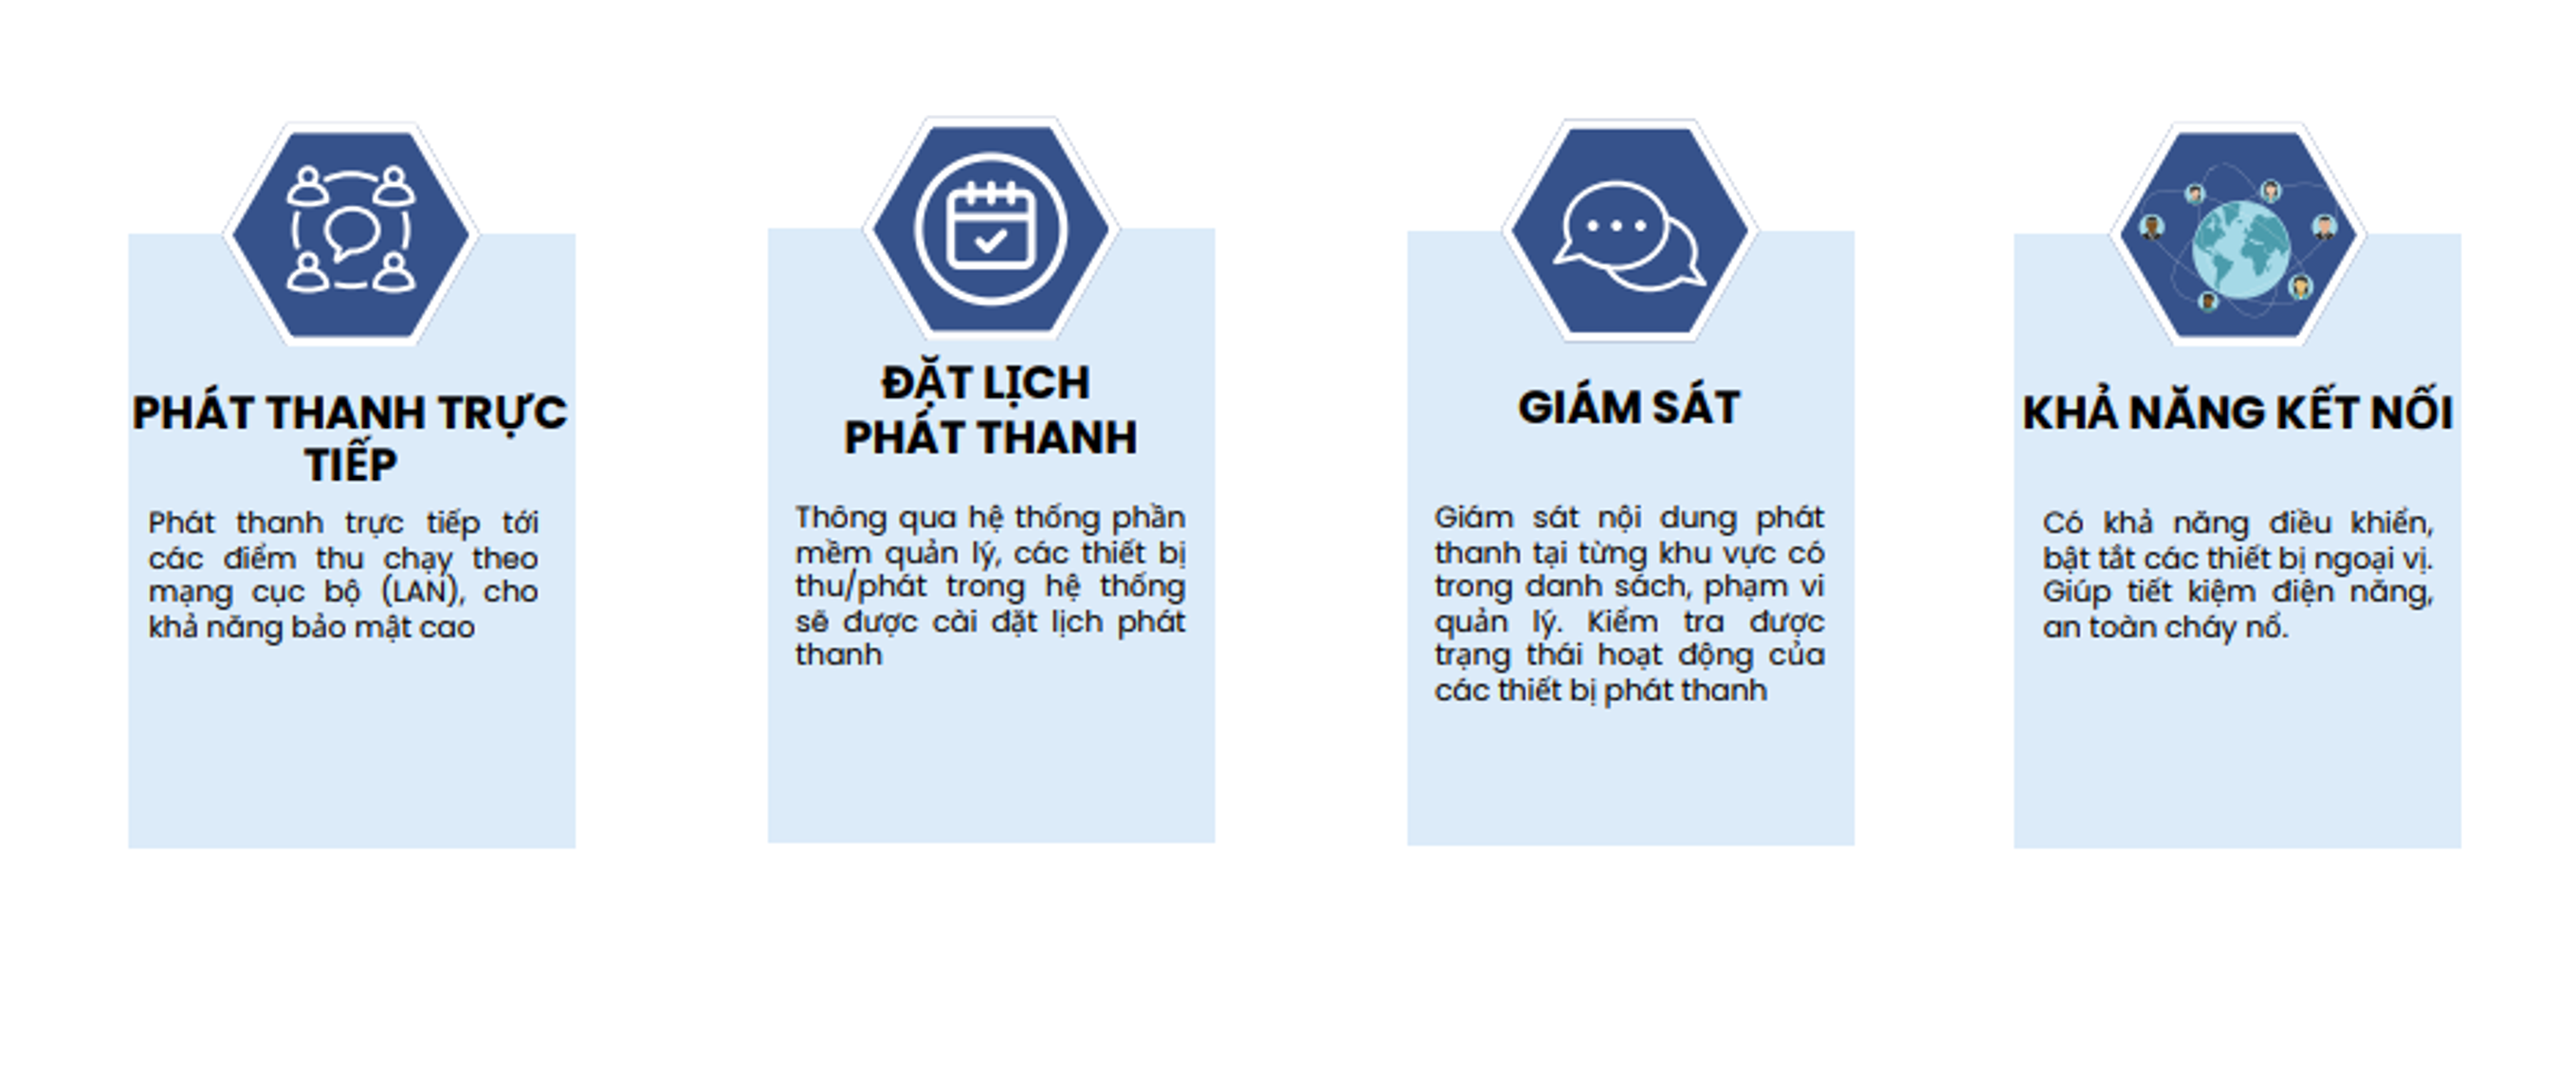 PHÁT THANH TRỰC
TIẾP
Phát thanh trực tiếp tới
các điểm thu chạy theo
mạng cục bộ (LAN), cho
khả năng bảo mật cao
ĐẶT LỊCH
PHÁT THANH
Thông qua hệ thống phần
mềm quản lý, các thiết bị
thu/phát trong hệ thống
sẽ được cài đặt lịch phát
thanh
GIÁM SÁT
Giám sát nội dung phát
thanh tại từng khu vực có
trong danh sách, phạm vi
quản lý. Kiểm tra được
trạng thái hoạt động của
các thiết bị phát thanh
KHẢ NĂNG KẾT NỐI
Có khả năng điều khiển,
bật tắt các thiết bị ngoại vi.
Giúp tiết kiệm điện năng,
an toàn cháy nổ.